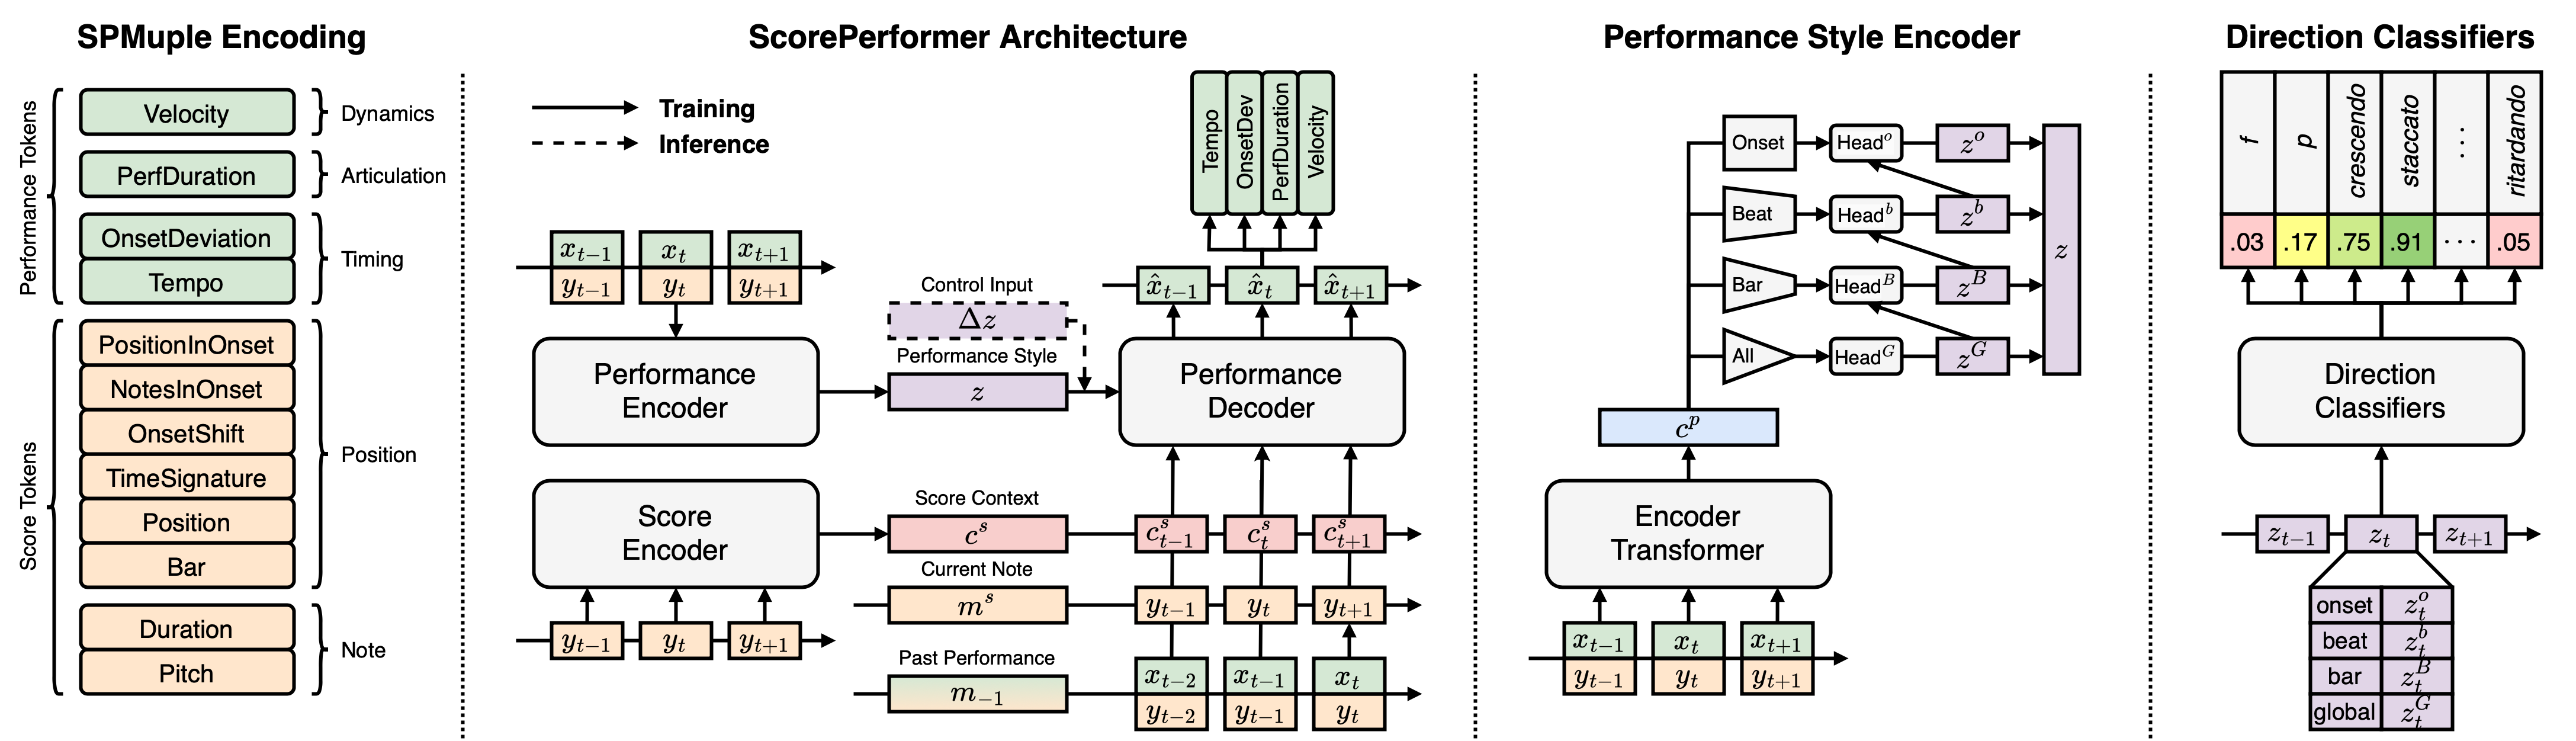 SPMuple Encoding
Performance Tokens
Velocity
Dynamics
PerfDuration
Articulation
OnsetDeviation
Tempo
Timing
Score Tokens
PositionInOnset
NotesInOnset
OnsetShift
TimeSignature
Position
Bar
Position
Duration
Pitch
Note
ScorePerformer Architecture
Training
Inference
Tempo
OnsetDev
PerfDuration
Velocity
x_{t−1} x_t x_{t+1}
y_{t−1} y_t y_{t+1}
Performance
Encoder
Control Input
Δz
Performance Style
z
x̂_{t−1} x̂_t x̂_{t+1}
Performance
Decoder
Score
Encoder
y_{t−1} y_t y_{t+1}
Score Context
c^s c^s_{t−1} c^s_t c^s_{t+1}
Current Note
m^s y_{t−1} y_t y_{t+1}
Past Performance
m_{−1}
x_{t−2} x_{t−1} x_t
y_{t−2} y_{t−1} y_t
Performance Style Encoder
Onset Head^o z^o
Beat Head^b z^b
Bar Head^B z^B
All Head^G z^G
z
c^p
Encoder
Transformer
x_{t−1} x_t x_{t+1}
y_{t−1} y_t y_{t+1}
Direction Classifiers
f
p
crescendo
staccato
...
ritardando
.03 .17 .75 .91 ... .05
Direction
Classifiers
z_{t−1} z_t z_{t+1}
onset z^o_t
beat z^b_t
bar z^B_t
global z^G_t